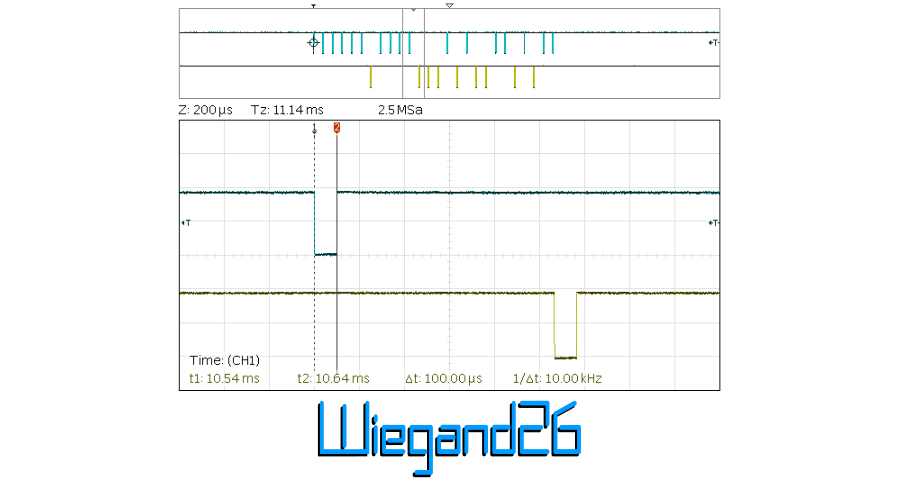 Z: 200 µs Tz: 11.14 ms 2.5 MSa
1 2
T
T
T
Time: (CH1)
t1: 10.54 ms t2: 10.64 ms Δt: 100.00 µs 1/Δt: 10.00 kHz
Wiegand26